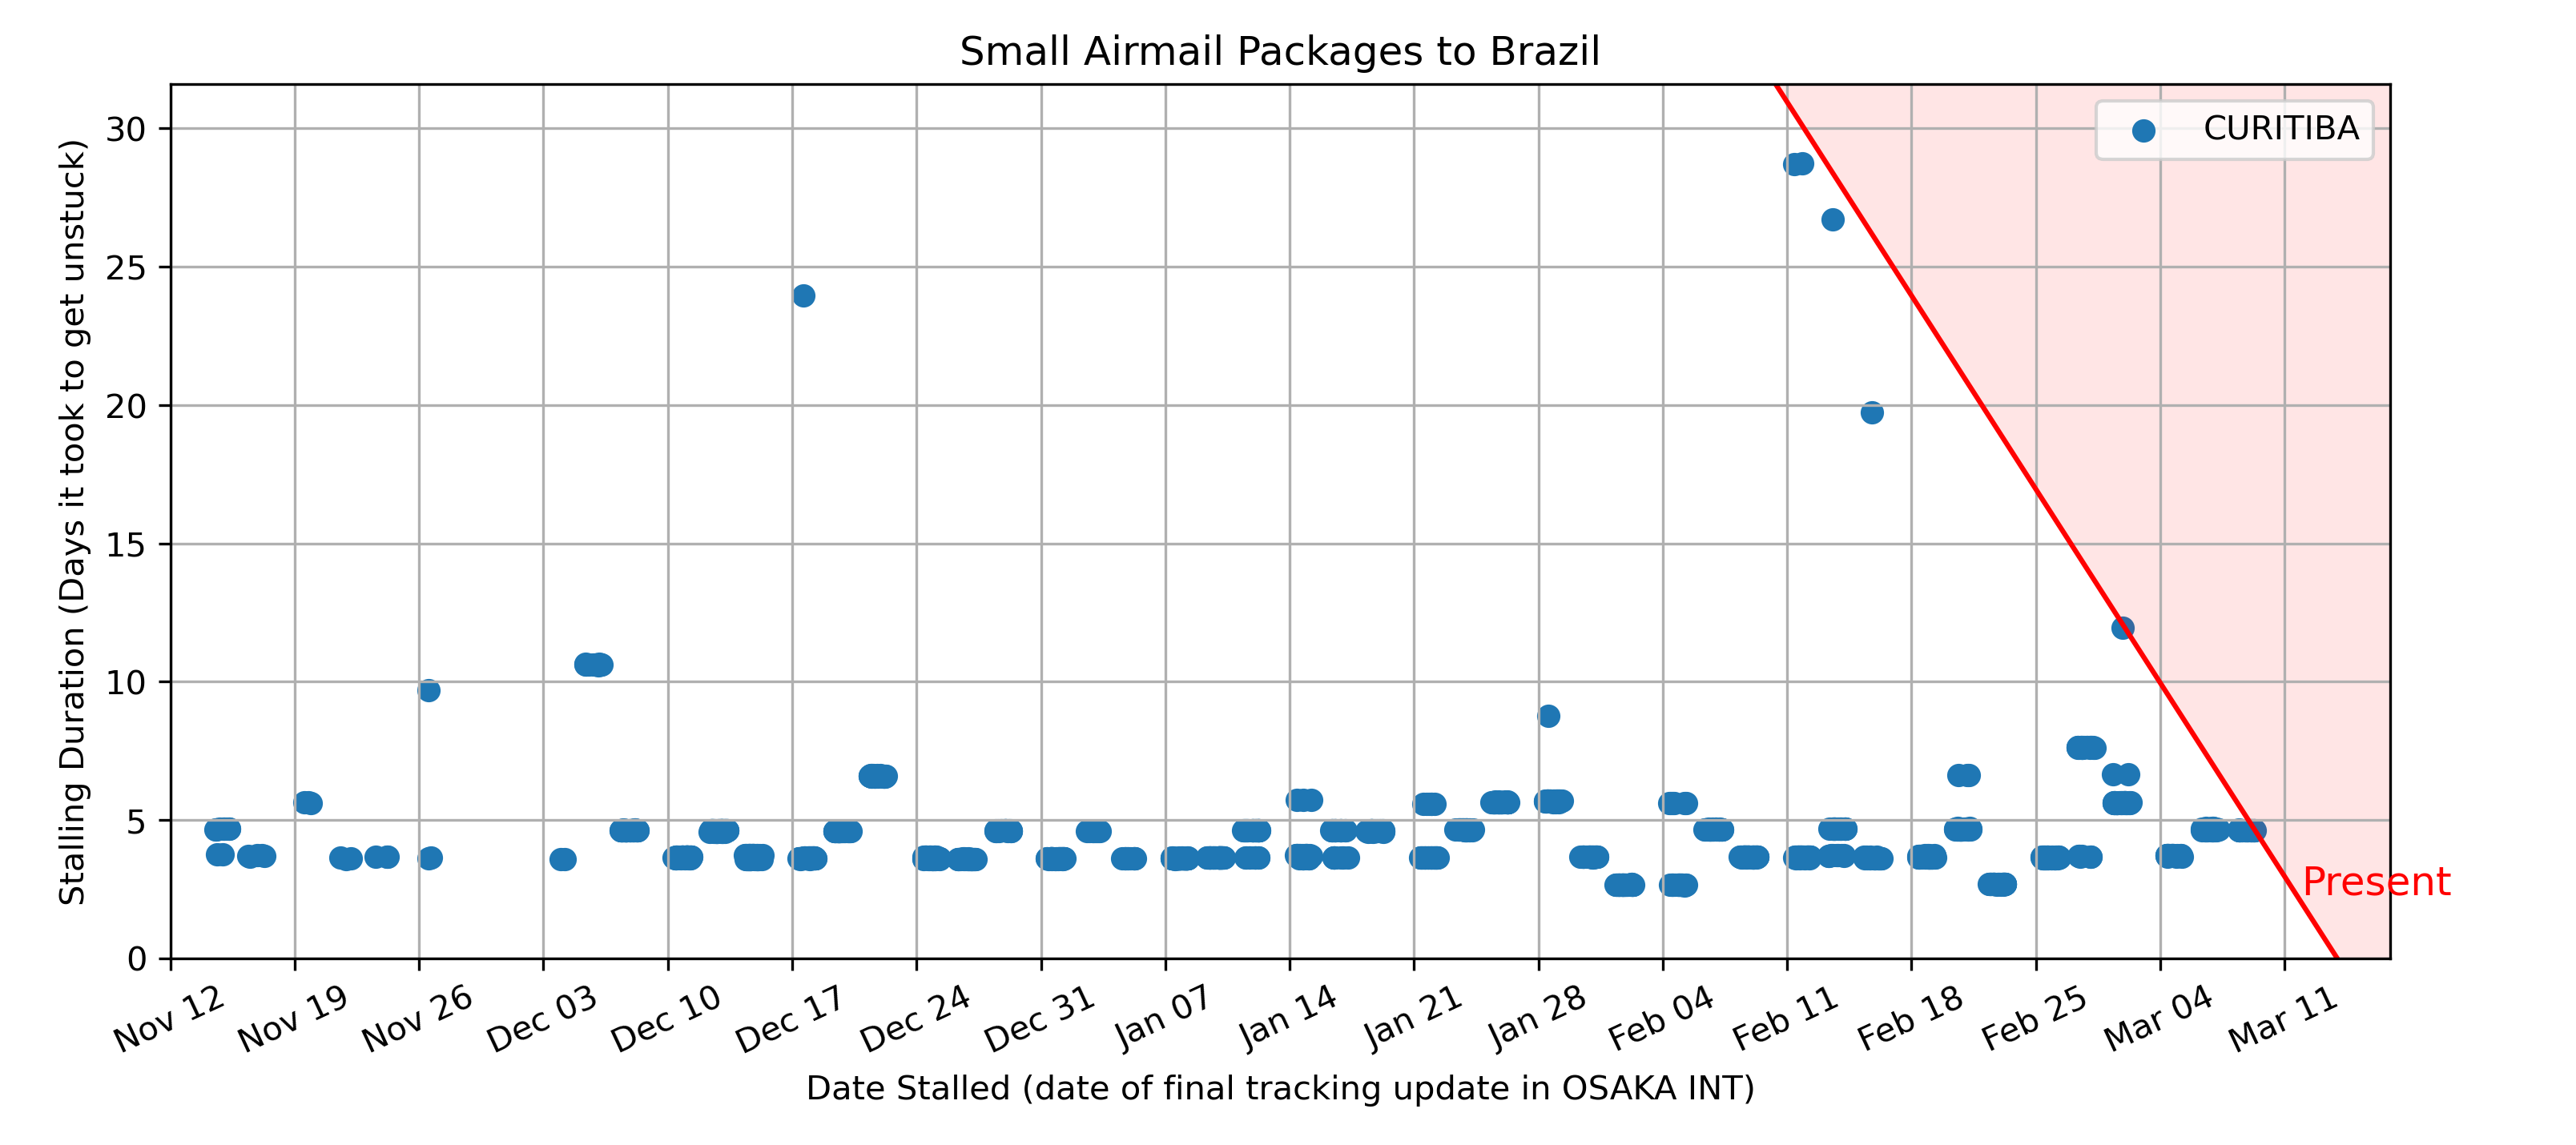 Small Airmail Packages to Brazil
Stalling Duration (Days it took to get unstuck)
30
25
20
15
10
5
0
CURITIBA
Present
Nov 12
Nov 19
Nov 26
Dec 03
Dec 10
Dec 17
Dec 24
Dec 31
Jan 07
Jan 14
Jan 21
Jan 28
Feb 04
Feb 11
Feb 18
Feb 25
Mar 04
Mar 11
Date Stalled (date of final tracking update in OSAKA INT)